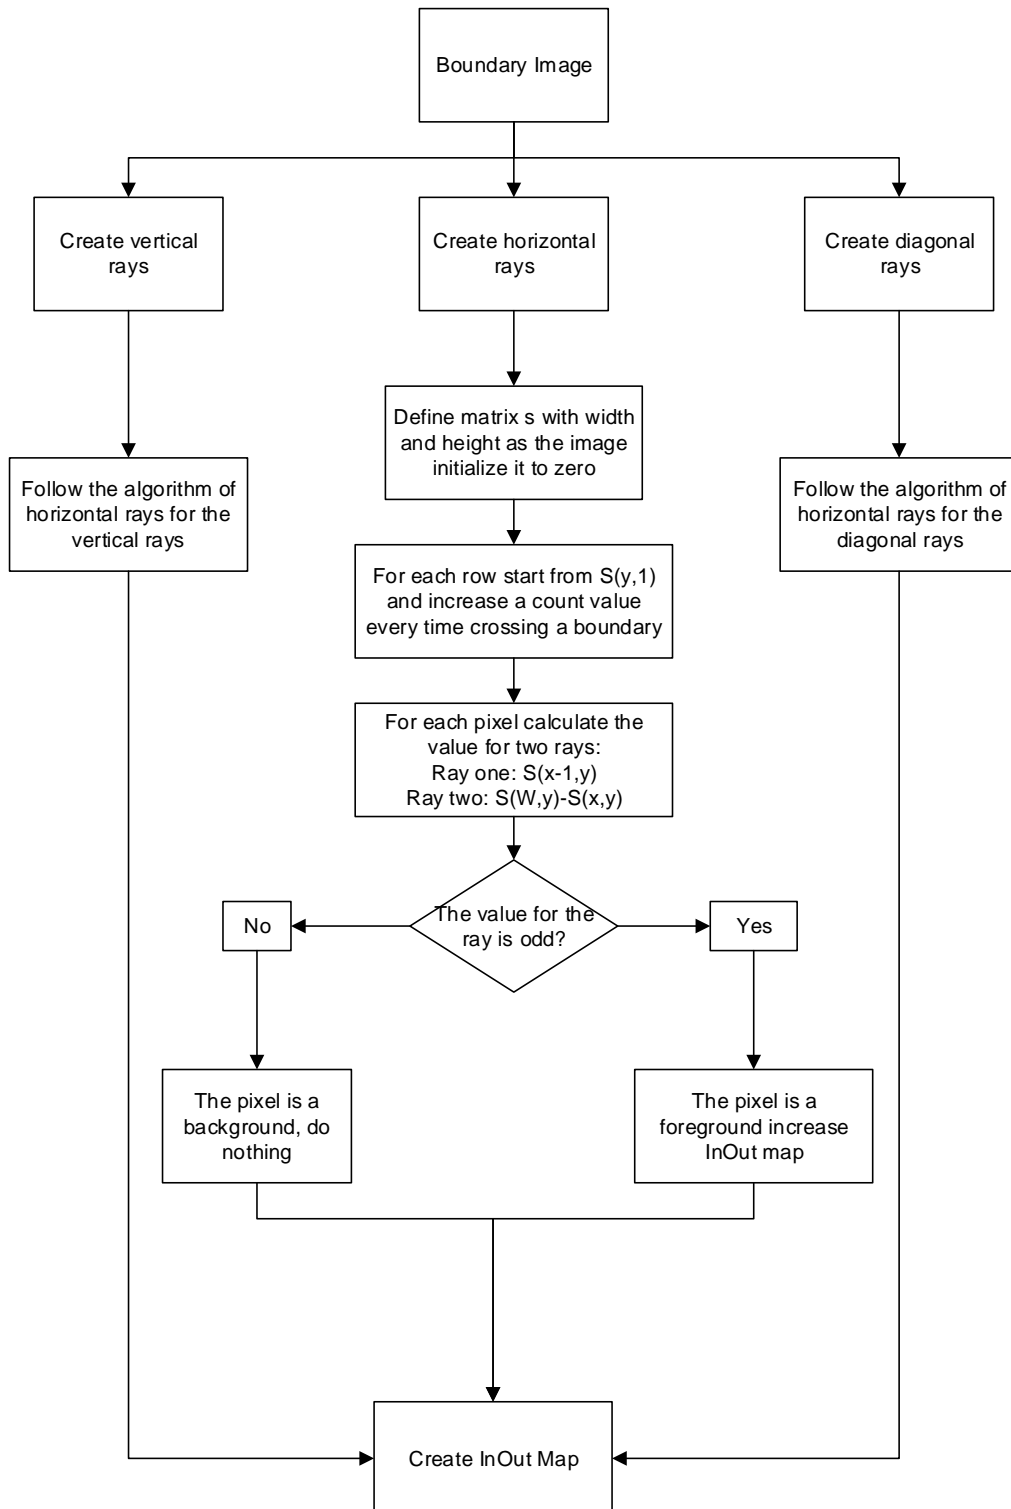 Boundary Image
Create vertical
rays
Create horizontal
rays
Create diagonal
rays
Define matrix s with width
and height as the image
initialize it to zero
Follow the algorithm of
horizontal rays for the
vertical rays
Follow the algorithm of
horizontal rays for the
diagonal rays
For each row start from S(y,1)
and increase a count value
every time crossing a boundary
For each pixel calculate the
value for two rays:
Ray one: S(x-1,y)
Ray two: S(W,y)-S(x,y)
The value for the
ray is odd?
No
Yes
The pixel is a
background, do
nothing
The pixel is a
foreground increase
InOut map
Create InOut Map